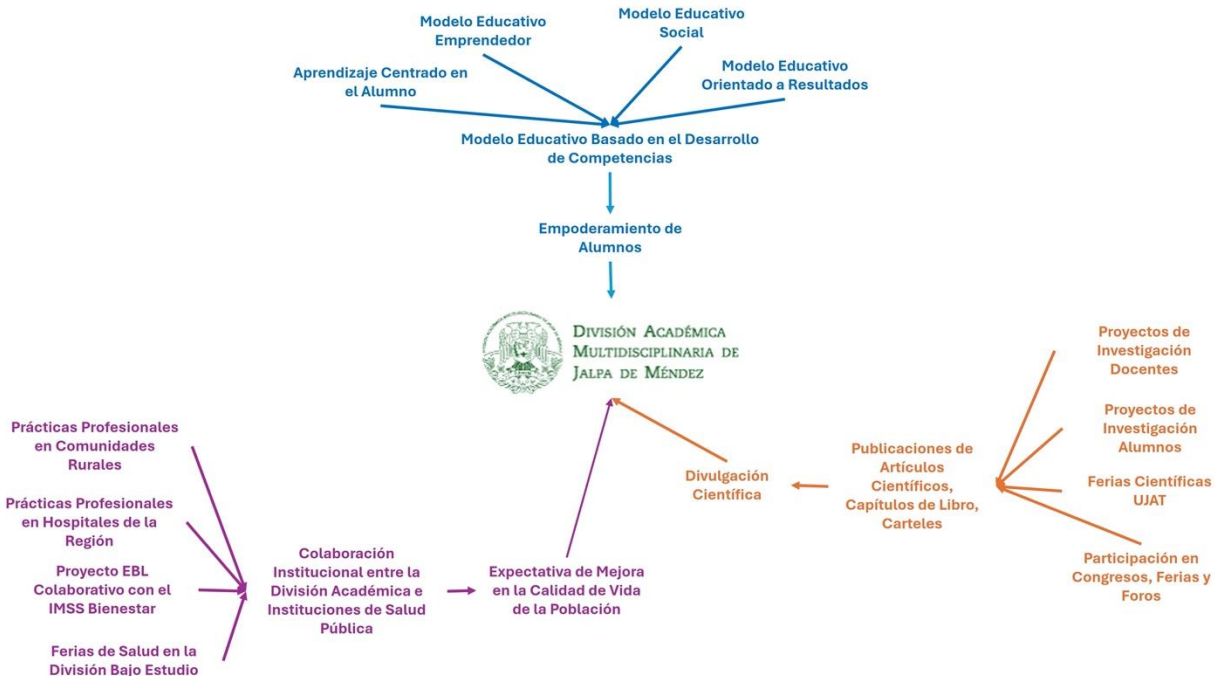 Modelo Educativo
Emprendedor
Modelo Educativo
Social
Aprendizaje Centrado en
el Alumno
Modelo Educativo
Orientado a Resultados
Modelo Educativo Basado en el Desarrollo
de Competencias
Empoderamiento de
Alumnos
División Académica
Multidisciplinaria de
Jalpa de Méndez
Proyectos de
Investigación
Docentes
Proyectos de
Investigación
Alumnos
Ferias Científicas
UJAT
Participación en
Congresos, Ferias y
Foros
Publicaciones de
Artículos
Científicos,
Capítulos de Libro,
Carteles
Divulgación
Científica
Prácticas Profesionales
en Comunidades
Rurales
Prácticas Profesionales
en Hospitales de la
Región
Proyecto EBL
Colaborativo con el
IMSS Bienestar
Ferias de Salud en la
División Bajo Estudio
Colaboración
Institucional entre la
División Académica e
Instituciones de Salud
Pública
Expectativa de Mejora
en la Calidad de Vida
de la Población